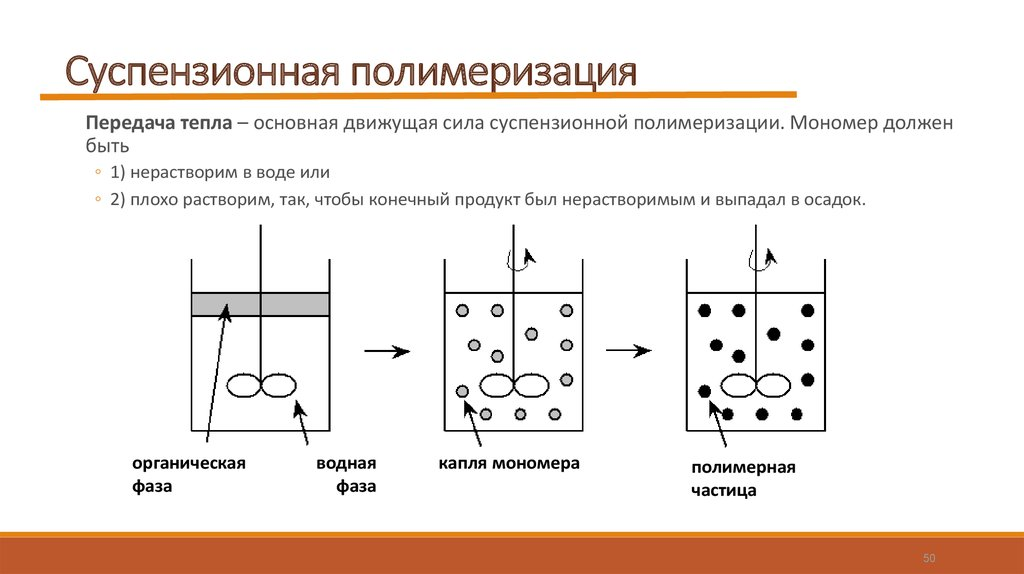 Суспензионная полимеризация
Передача тепла – основная движущая сила суспензионной полимеризации. Мономер должен
быть
◦ 1) нерастворим в воде или
◦ 2) плохо растворим, так, чтобы конечный продукт был нерастворимым и выпадал в осадок.
органическая
фаза
водная
фаза
капля мономера
полимерная
частица
50